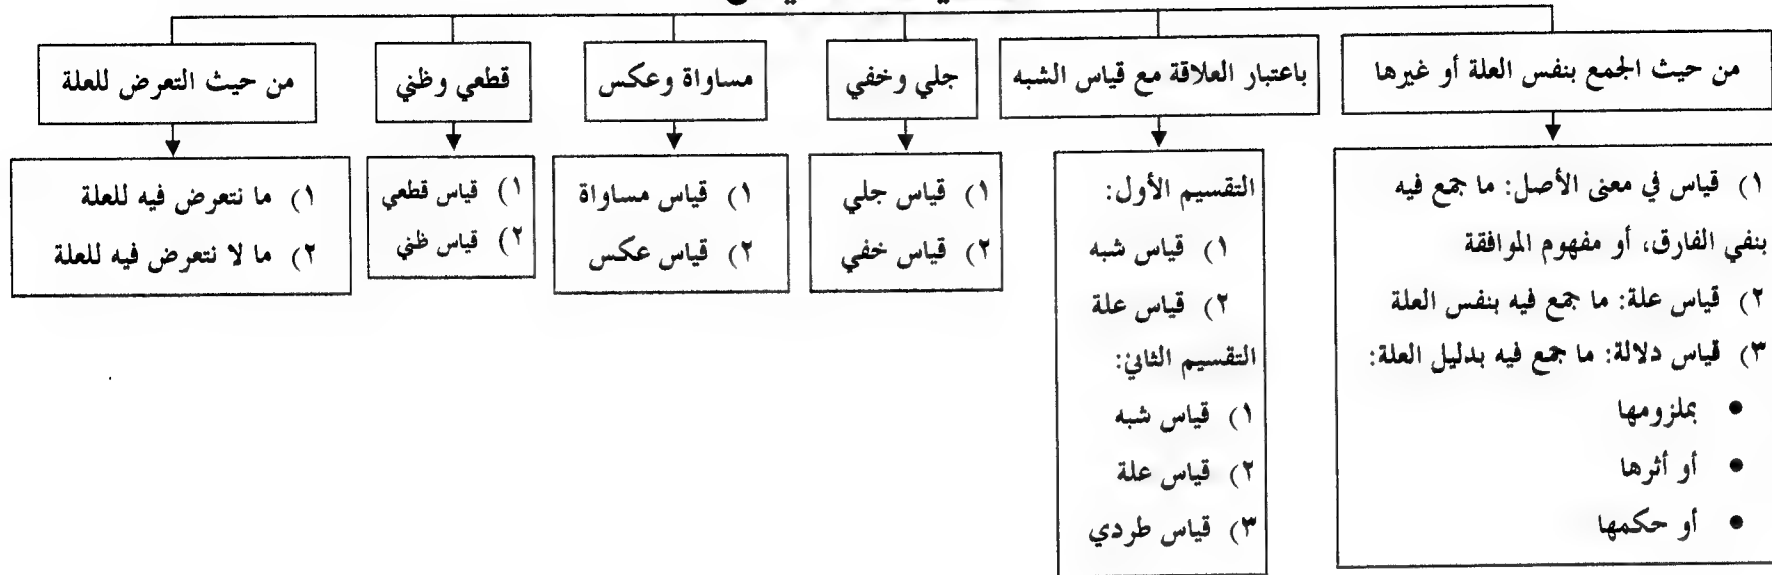 من حيث الجمع بنفس العلة أو غيرها
باعتبار العلاقة مع قياس الشبه
جلي وخفي
مساواة وعكس
قطعي وظني
من حيث التعرض للعلة
١) قياس في معنى الأصل: ما جمع فيه
بنفي الفارق، أو مفهوم الموافقة
٢) قياس علة: ما جمع فيه بنفس العلة
٣) قياس دلالة: ما جمع فيه بدليل العلة:
• بملزومها
• أو أثرها
• أو حكمها
التقسيم الأول:
١) قياس شبه
٢) قياس علة
التقسيم الثاني:
١) قياس شبه
٢) قياس علة
٣) قياس طردي
١) قياس جلي
٢) قياس خفي
١) قياس مساواة
٢) قياس عكس
١) قياس قطعي
٢) قياس ظني
١) ما نتعرض فيه للعلة
٢) ما لا نتعرض فيه للعلة